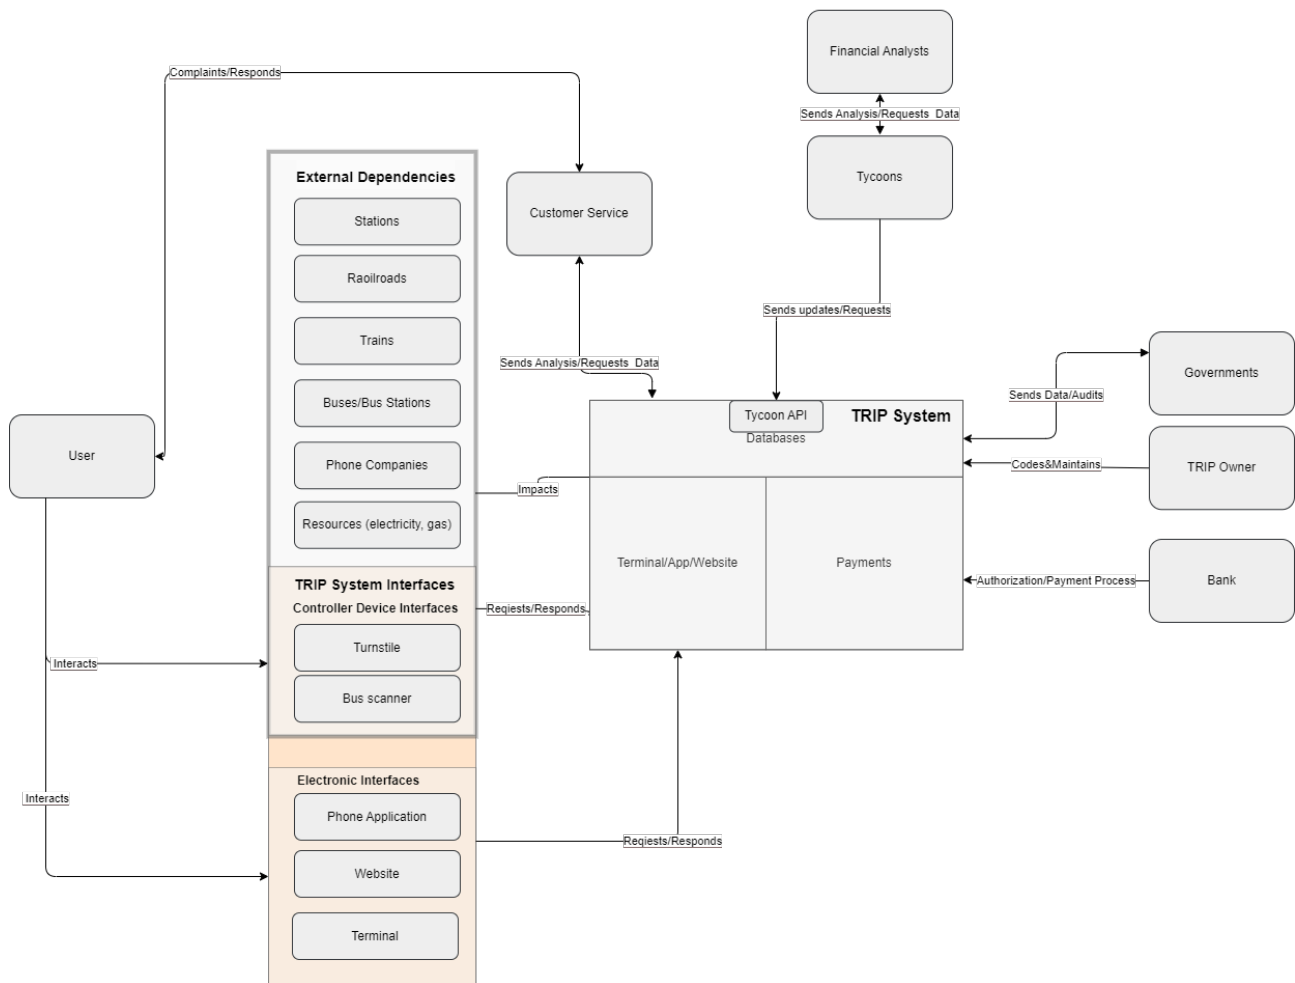 Financial Analysts
Complaints/Responds
Sends Analysis/Requests  Data
Tycoons
External Dependencies
Stations
Raoilroads
Trains
Buses/Bus Stations
Phone Companies
Resources (electricity, gas)
Customer Service
Sends updates/Requests
Sends Analysis/Requests  Data
Governments
Sends Data/Audits
Tycoon API
TRIP System
Databases
User
Codes&Maintains
TRIP Owner
Impacts
Terminal/App/Website
Payments
Authorization/Payment Process
Bank
TRIP System Interfaces
Controller Device Interfaces
Reqiests/Responds
Turnstile
Interacts
Bus scanner
Electronic Interfaces
Interacts
Phone Application
Reqiests/Responds
Website
Terminal